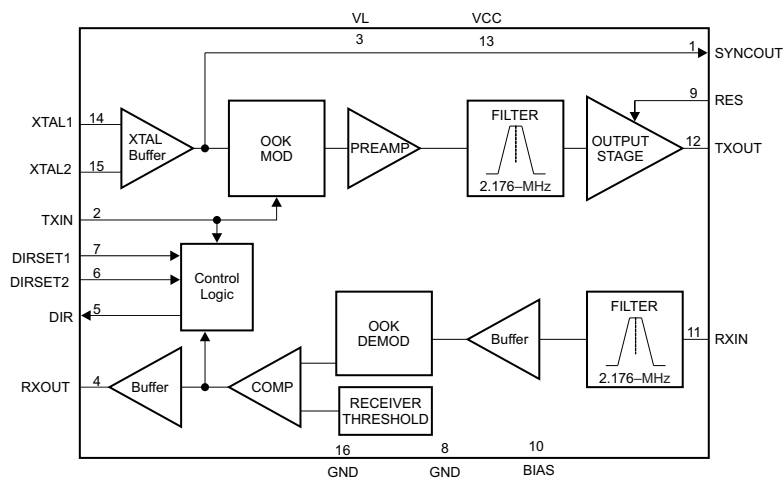 VL
VCC
3
13
1
SYNCOUT
9
RES
XTAL1
14
XTAL
Buffer
OOK
MOD
PREAMP
FILTER
2.176–MHz
OUTPUT
STAGE
12
TXOUT
XTAL2
15
TXIN
2
DIRSET1
7
DIRSET2
6
Control
Logic
DIR
5
OOK
DEMOD
Buffer
FILTER
2.176–MHz
11
RXIN
RXOUT
4
Buffer
COMP
RECEIVER
THRESHOLD
16
GND
8
GND
10
BIAS